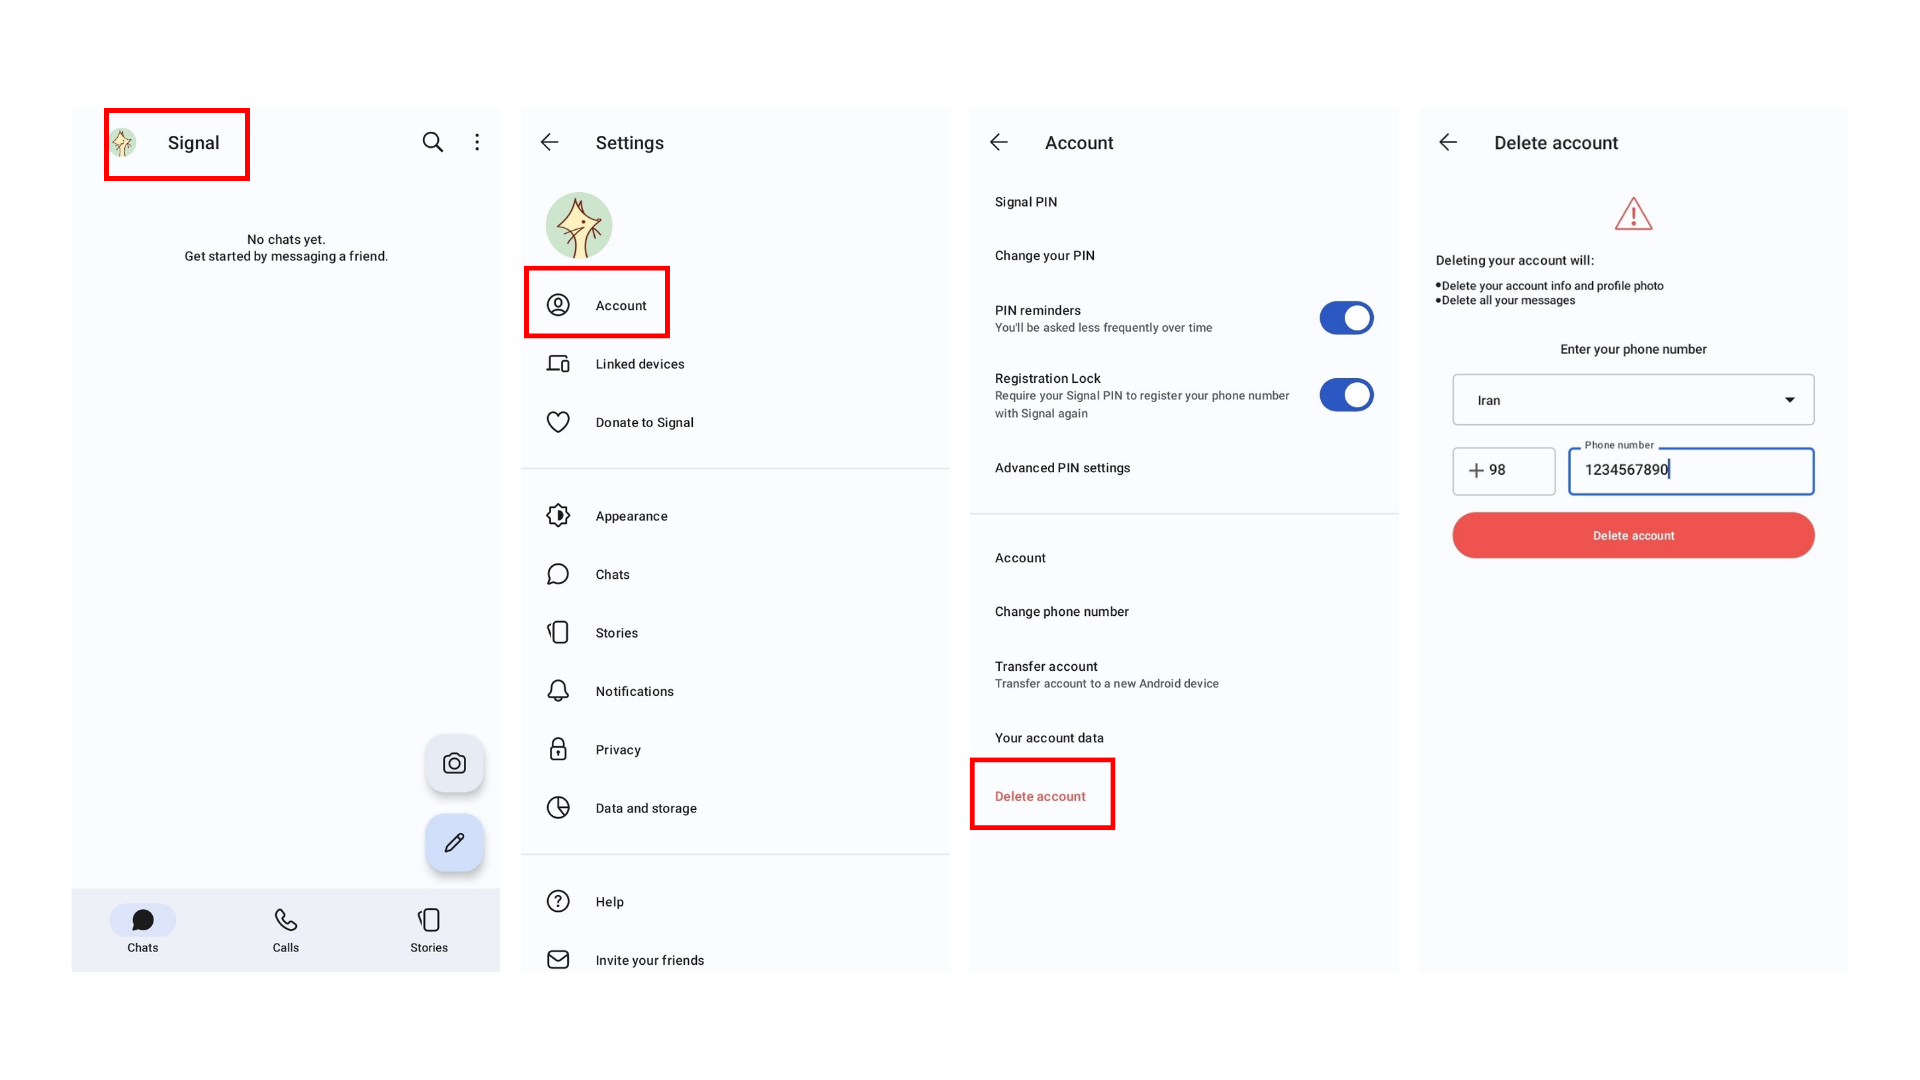 Signal
No chats yet.
Get started by messaging a friend.
Chats
Calls
Stories
Settings
Account
Linked devices
Donate to Signal
Appearance
Chats
Stories
Notifications
Privacy
Data and storage
Help
Invite your friends
Account
Signal PIN
Change your PIN
PIN reminders
You'll be asked less frequently over time
Registration Lock
Require your Signal PIN to register your phone number
with Signal again
Advanced PIN settings
Account
Change phone number
Transfer account
Transfer account to a new Android device
Your account data
Delete account
Delete account
Deleting your account will:
•Delete your account info and profile photo
•Delete all your messages
Enter your phone number
Iran
Phone number
+ 98
1234567890
Delete account